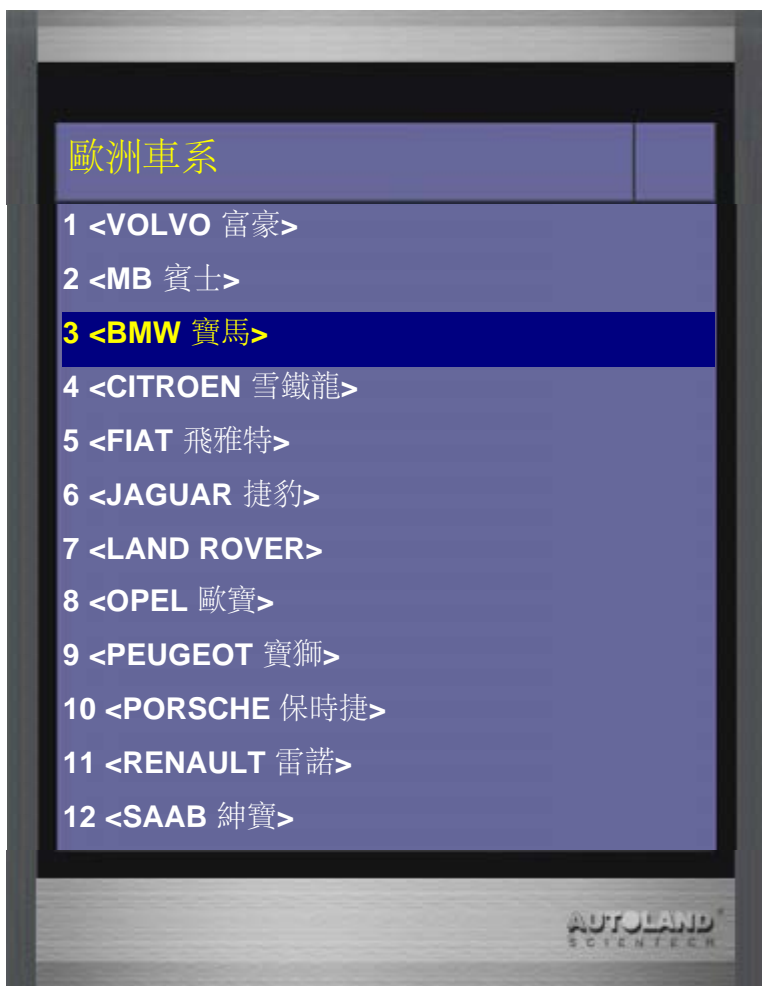 歐洲車系
1 <VOLVO 富豪>
2 <MB 賓士>
3 <BMW 寶馬>
4 <CITROEN 雪鐵龍>
5 <FIAT 飛雅特>
6 <JAGUAR 捷豹>
7 <LAND ROVER>
8 <OPEL 歐寶>
9 <PEUGEOT 寶獅>
10 <PORSCHE 保時捷>
11 <RENAULT 雷諾>
12 <SAAB 紳寶>
AUTOLAND
SCIENTECH